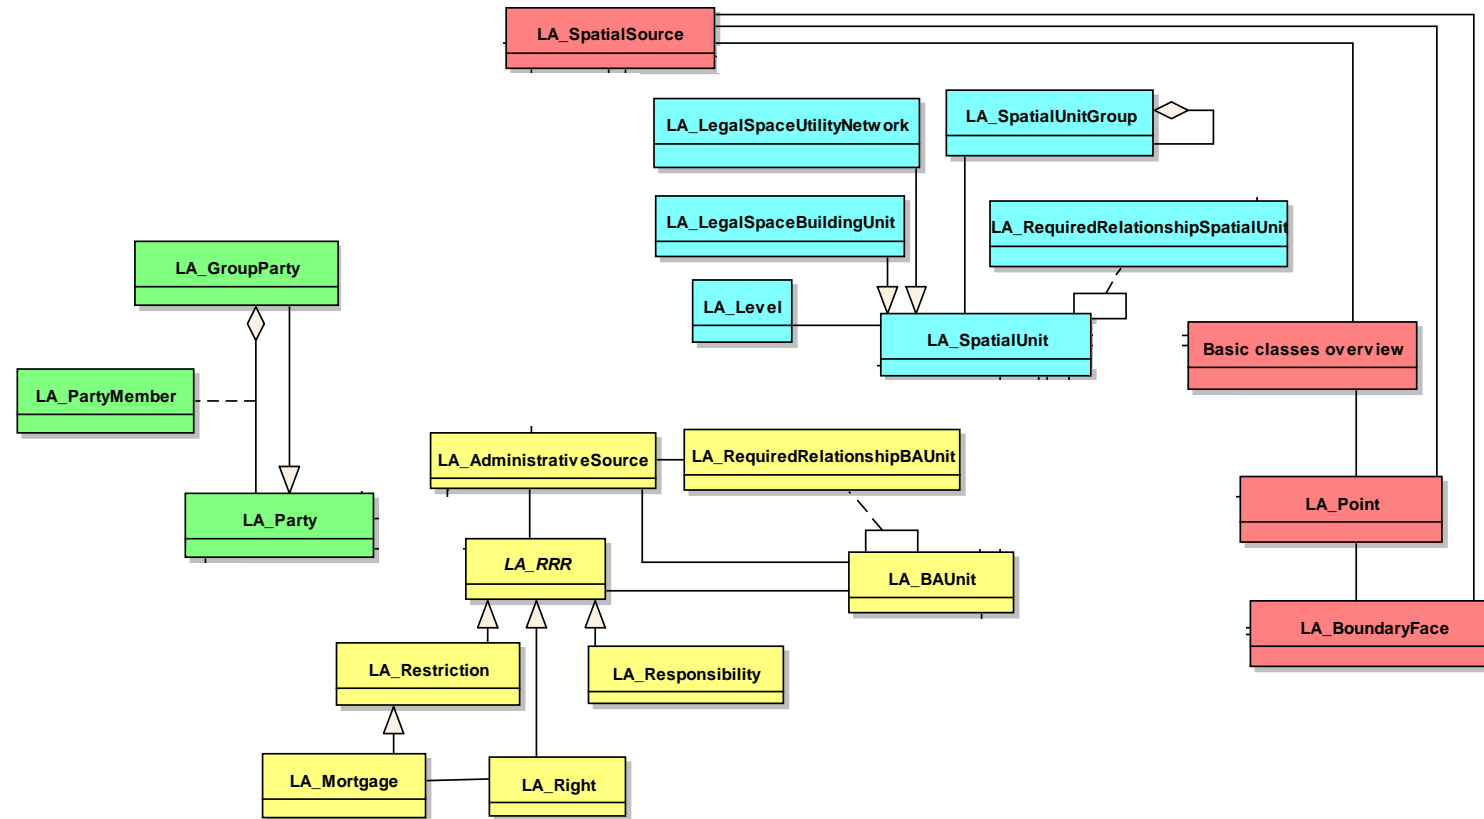 LA_SpatialSource
LA_LegalSpaceUtilityNetwork
LA_SpatialUnitGroup
LA_LegalSpaceBuildingUnit
LA_RequiredRelationshipSpatialUnit
LA_GroupParty
LA_Level
LA_SpatialUnit
Basic classes overview
LA_PartyMember
LA_AdministrativeSource
LA_RequiredRelationshipBAUnit
LA_Party
LA_Point
LA_RRR
LA_BAUnit
LA_BoundaryFace
LA_Restriction
LA_Responsibility
LA_Mortgage
LA_Right